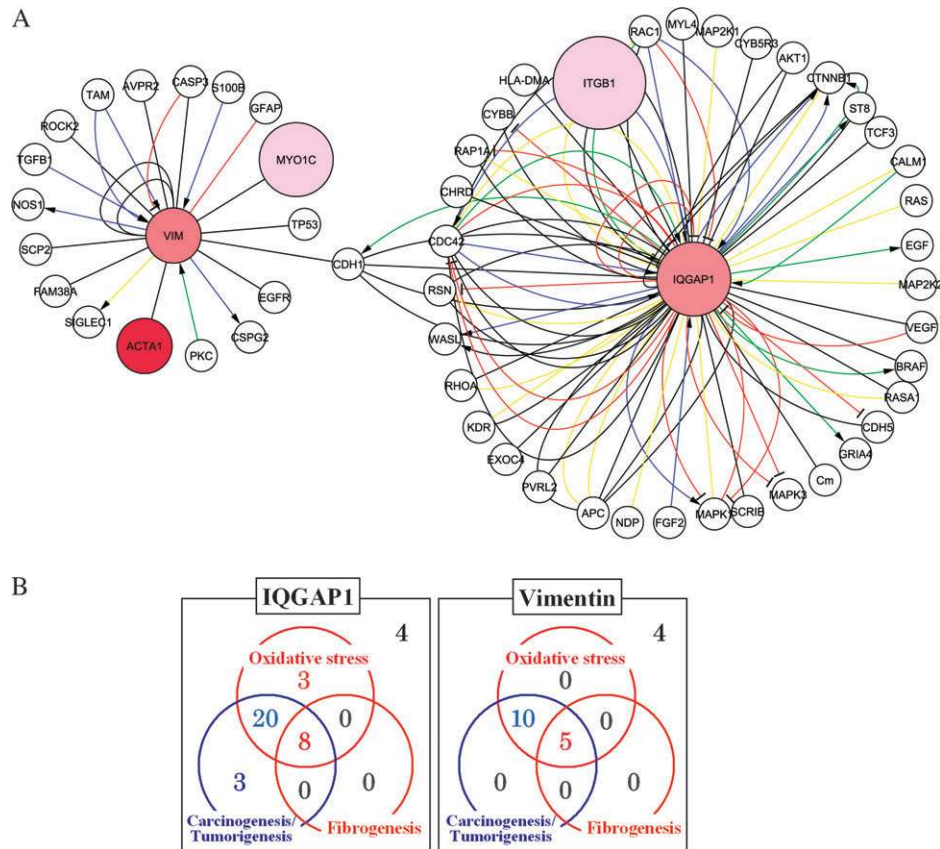 A
AVPR2
CASP3
S100B
TAM
GFAP
ROCK2
MYO1C
TGFB1
NOS1
VIM
TP53
SCP2
FAM38A
EGFR
SIGLEC1
CSPG2
ACTA1
PKC
CDH1
RAC1
MYL4
MAP2K1
CYB5R3
AKT1
ITGB1
HLA-DMA
CTNNB1
CYBB
ST8
RAP1A
TCF3
CALM1
CHRD
RAS
CDC42
EGF
IQGAP1
RSN
MAP2K2
WASL
VEGF
BRAF
RHOA
RASA1
KDR
CDH5
EXOC4
GRIA4
PVRL2
Cm
APC
MAPK3
NDP
FGF2
MAPK1
SCRIB
B
IQGAP1
4
Oxidative stress
3
20
0
8
3
0
0
Carcinogenesis/
Tumorigenesis
Fibrogenesis
Vimentin
4
Oxidative stress
0
10
0
5
0
0
0
Carcinogenesis/
Tumorigenesis
Fibrogenesis